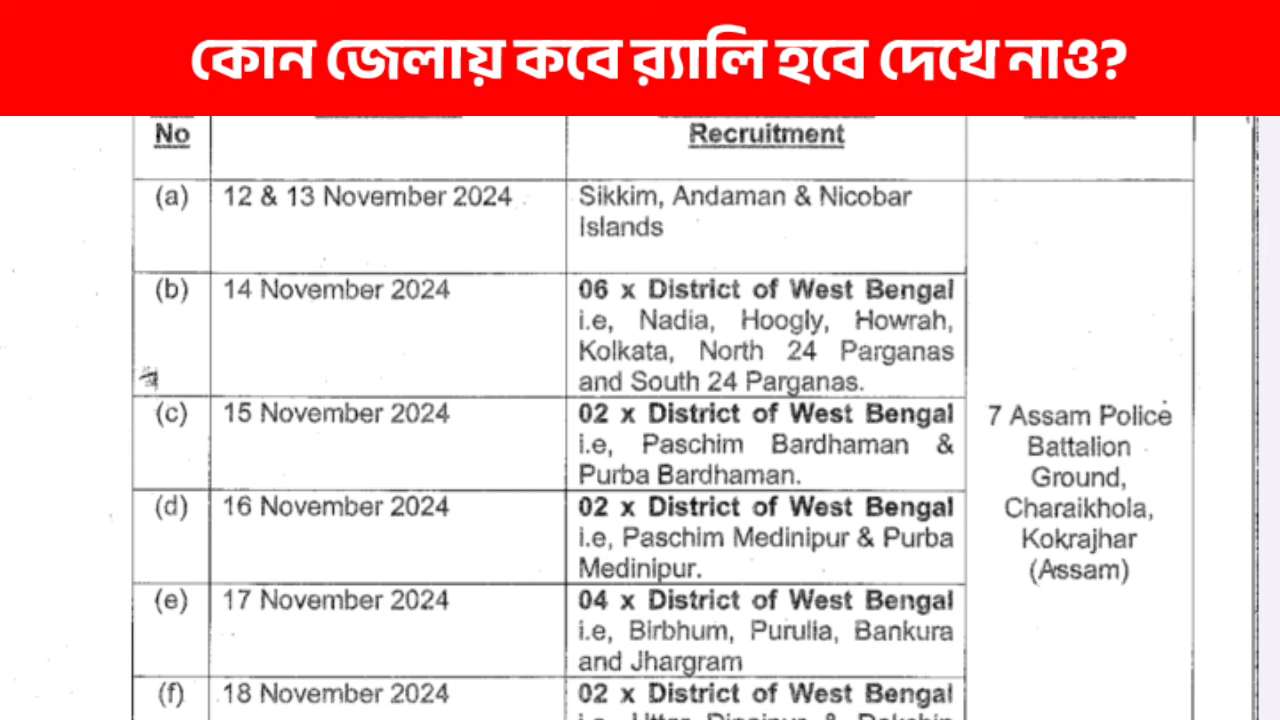 কোন জেলায় কবে র‍্যালি হবে দেখে নাও?
No
Recruitment
(a) 12 & 13 November 2024 Sikkim, Andaman & Nicobar
Islands
(b) 14 November 2024 06 x District of West Bengal
i.e, Nadia, Hoogly, Howrah,
Kolkata, North 24 Parganas
and South 24 Parganas.
(c) 15 November 2024 02 x District of West Bengal
i.e, Paschim Bardhaman &
Purba Bardhaman.
(d) 16 November 2024 02 x District of West Bengal
i.e, Paschim Medinipur & Purba
Medinipur.
(e) 17 November 2024 04 x District of West Bengal
i.e, Birbhum, Purulia, Bankura
and Jhargram
(f) 18 November 2024 02 x District of West Bengal
7 Assam Police
Battalion
Ground,
Charaikhola,
Kokrajhar
(Assam)